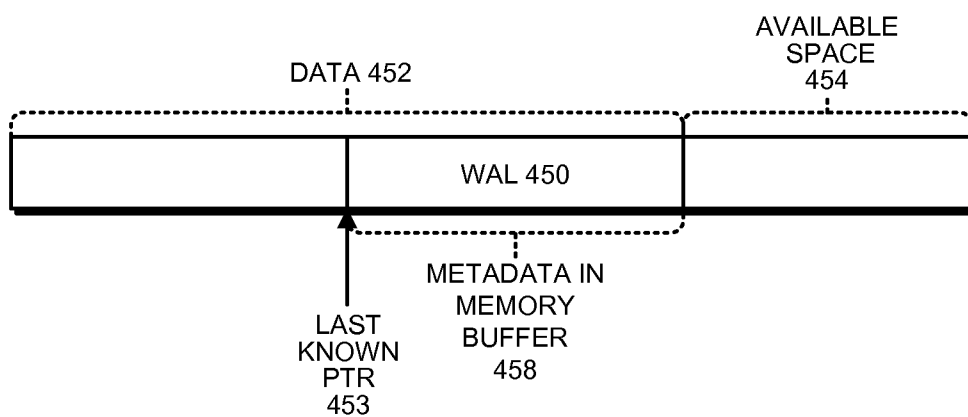 AVAILABLE
SPACE
454
DATA 452
WAL 450
METADATA IN
MEMORY
BUFFER
458
LAST
KNOWN
PTR
453